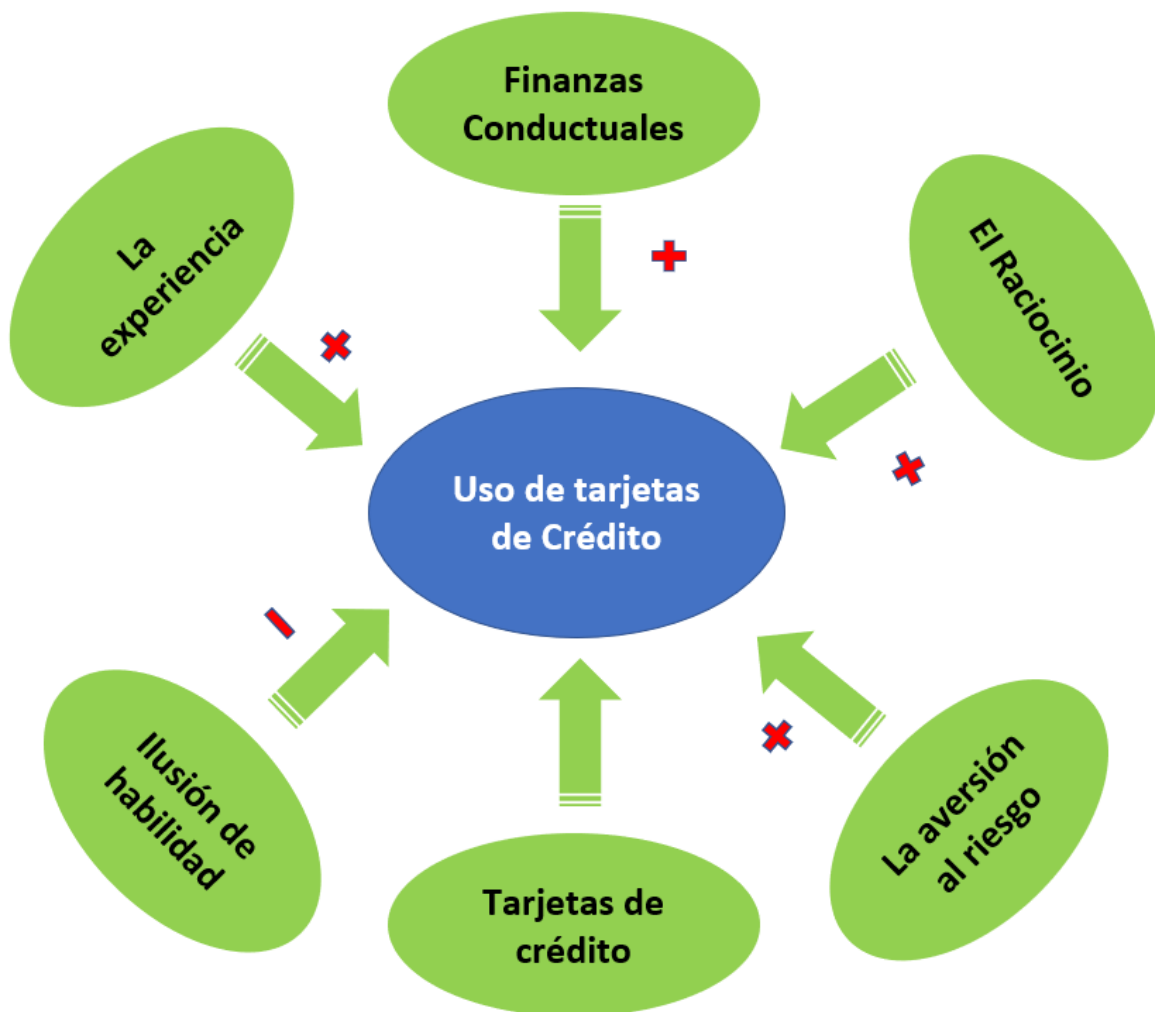 Finanzas
Conductuales
La
experiencia
El Raciocinio
Uso de tarjetas
de Crédito
Ilusión de
habilidad
Tarjetas de
crédito
La aversión
al riesgo